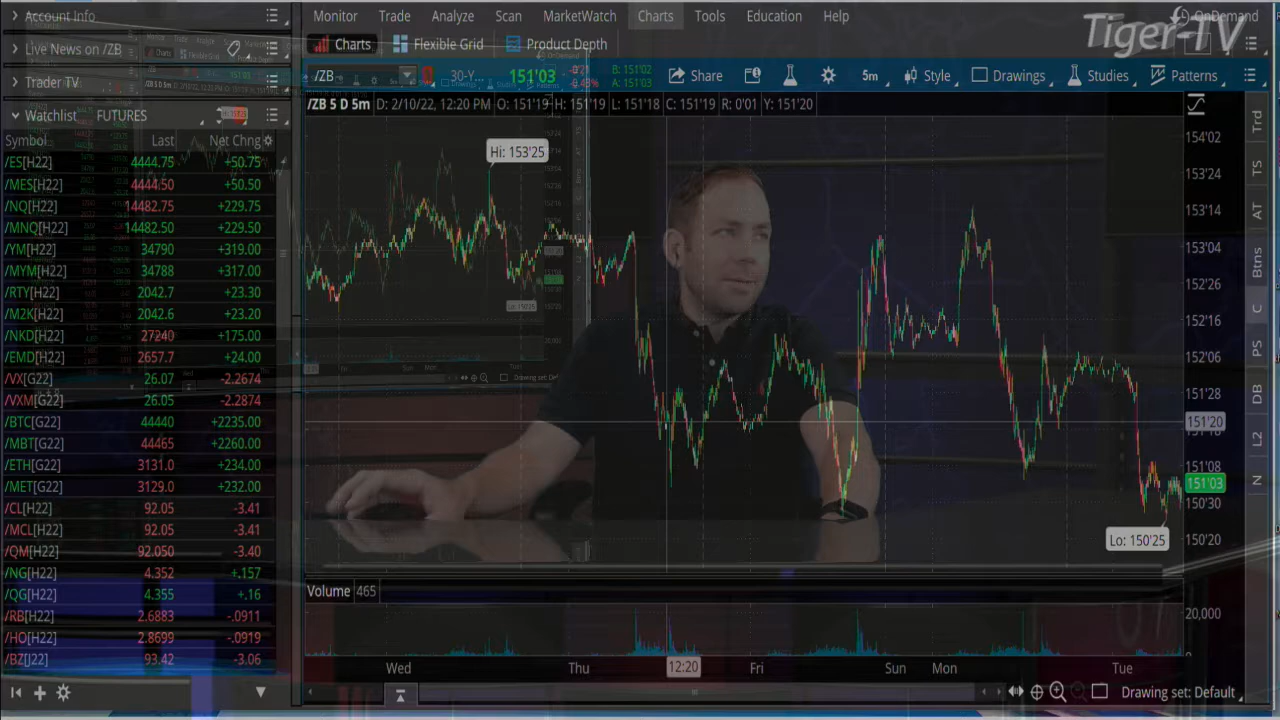 Account Info
Monitor Trade Analyze Scan MarketWatch Charts Tools Education Help
OnDemand
Tiger-TV
Live News on /ZB
Charts Flexible Grid Product Depth
Trader TV
/ZB 30-Y... 151'03 B: 151'02 A: 151'03 Share 5m Style Drawings Studies Patterns
Watchlist FUTURES
/ZB 5 D 5m D: 2/10/22, 12:20 PM O: 151'19 H: 151'19 L: 151'18 C: 151'19 R: 0'01 Y: 151'20
Symbol Last Net Chng
/ES[H22] 4444.75 +50.75
/MES[H22] 4444.50 +50.50
/NQ[H22] 14482.75 +229.75
/MNQ[H22] 14482.50 +229.50
/YM[H22] 34790 +319.00
/MYM[H22] 34788 +317.00
/RTY[H22] 2042.7 +23.30
/M2K[H22] 2042.6 +23.20
/NKD[H22] 27240 +175.00
/EMD[H22] 2657.7 +24.00
/VX[G22] 26.07 -2.2674
/VXM[G22] 26.05 -2.2874
/BTC[G22] 44440 +2235.00
/MBT[G22] 44465 +2260.00
/ETH[G22] 3131.0 +234.00
/MET[G22] 3129.0 +232.00
/CL[H22] 92.05 -3.41
/MCL[H22] 92.05 -3.41
/QM[H22] 92.050 -3.40
/NG[H22] 4.352 +.157
/QG[H22] 4.355 +.16
/RB[H22] 2.6883 -.0911
/HO[H22] 2.8699 -.0919
/BZ[J22] 93.42 -3.06
Hi: 153'25
154'02
153'24
153'14
153'04
152'26
152'16
152'06
151'28
151'20
151'08
151'03
150'30
150'20
Lo: 150'25
Trd
TS
AT
Btns
C
PS
DB
L2
N
Volume 465
20,000
Wed Thu 12:20 Fri Sun Mon Tue
Drawing set: Default